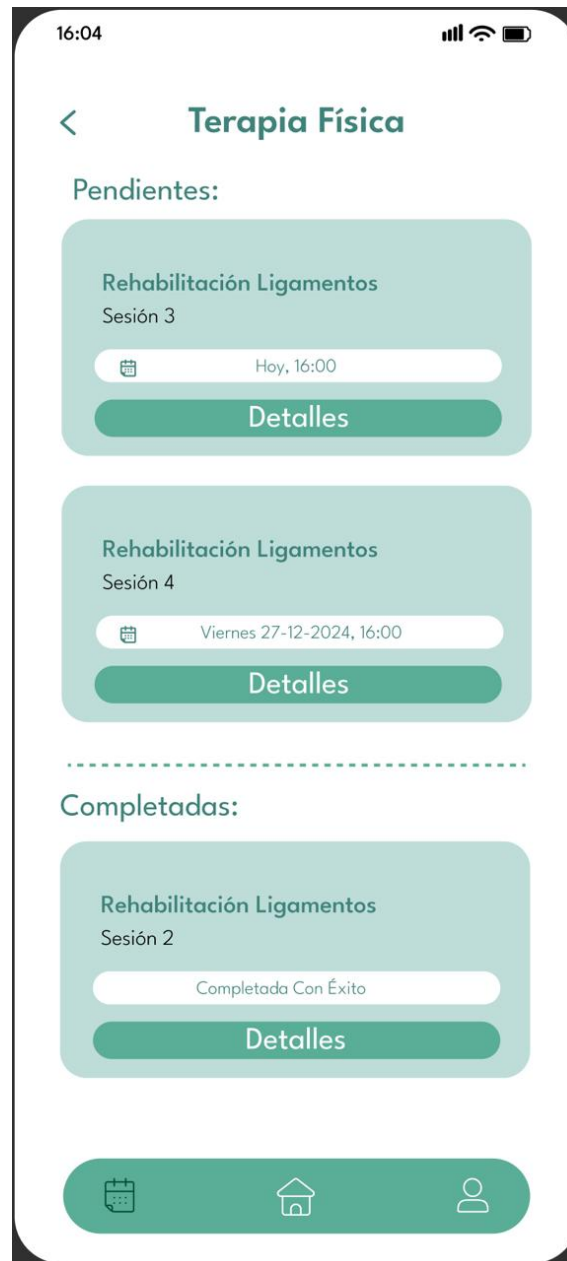 16:04
Terapia Física
Pendientes:
Rehabilitación Ligamentos
Sesión 3
Hoy, 16:00
Detalles
Rehabilitación Ligamentos
Sesión 4
Viernes 27-12-2024, 16:00
Detalles
Completadas:
Rehabilitación Ligamentos
Sesión 2
Completada Con Éxito
Detalles